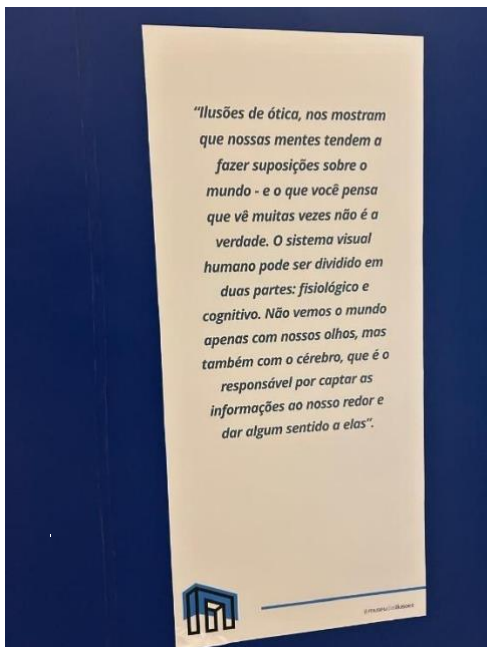 “Ilusões de ótica, nos mostram
que nossas mentes tendem a
fazer suposições sobre o
mundo - e o que você pensa
que vê muitas vezes não é a
verdade. O sistema visual
humano pode ser dividido em
duas partes: fisiológico e
cognitivo. Não vemos o mundo
apenas com nossos olhos, mas
também com o cérebro, que é o
responsável por captar as
informações ao nosso redor e
dar algum sentido a elas”.